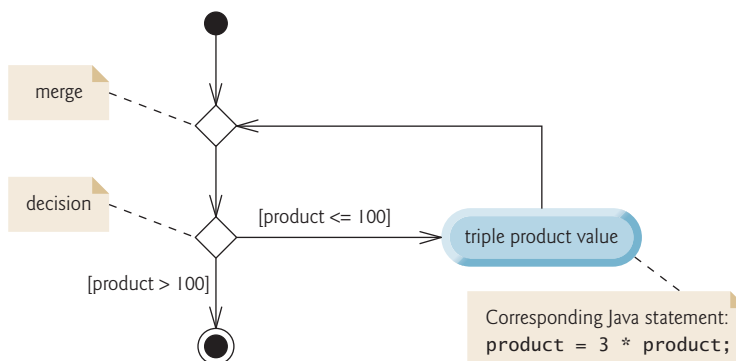 merge
decision
[product <= 100]
triple product value
[product > 100]
Corresponding Java statement:
product = 3 * product;